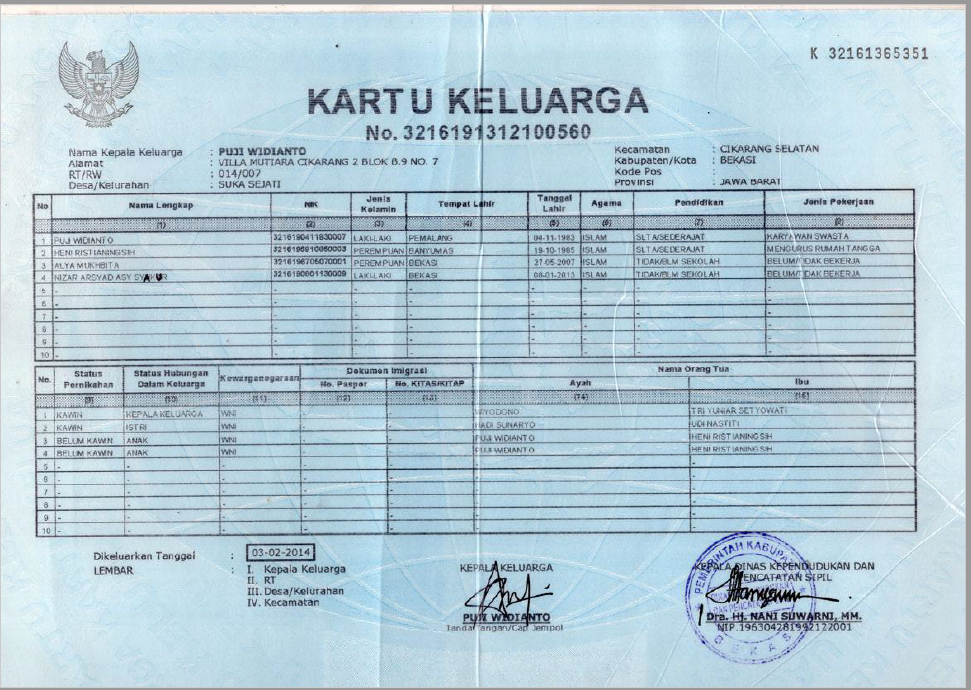 K 32161365351
KARTU KELUARGA
No. 3216191312100560
Nama Kepala Keluarga : PUJI WIDIANTO
Alamat : VILLA MUTIARA CIKARANG 2 BLOK B.9 NO. 7
RT/RW : 014/007
Desa/Kelurahan : SUKA SEJATI
Kecamatan : CIKARANG SELATAN
Kabupaten/Kota : BEKASI
Kode Pos :
Provinsi : JAWA BARAT
No Nama Lengkap NIK Jenis Kelamin Tempat Lahir Tanggal Lahir Agama Pendidikan Jenis Pekerjaan
(1) (2) (3) (4) (5) (6) (7) (8)
1 PUJI WIDIANTO 3216190411830007 LAKI-LAKI PEMALANG 04-11-1983 ISLAM SLTA/SEDERAJAT KARYAWAN SWASTA
2 HENI RISTIANINGSIH PEREMPUAN BANYUMAS 19-10-1985 ISLAM SLTA/SEDERAJAT MENGURUS RUMAH TANGGA
3 ALYA MUKHBITA PEREMPUAN BEKASI 27-05-2007 ISLAM TIDAK/BLM SEKOLAH BELUM/TIDAK BEKERJA
4 NIZAR ARSYAD ASY SYAKUR 3216190801130009 LAKI-LAKI BEKASI 08-01-2013 ISLAM TIDAK/BLM SEKOLAH BELUM/TIDAK BEKERJA
5 - - - - - - - -
6 - - - - - - - -
7 - - - - - - - -
8 - - - - - - - -
9 - - - - - - - -
10 - - - - - - - -
No. Status Pernikahan Status Hubungan Dalam Keluarga Kewarganegaraan Dokumen Imigrasi Nama Orang Tua
No. Paspor No. KITAS/KITAP Ayah Ibu
(9) (10) (11) (12) (13) (14) (15)
1 KAWIN KEPALA KELUARGA WNI - - TRI YUNIAR SETYOWATI
2 KAWIN ISTRI WNI - - HADI SUNARYO UDI NASTITI
3 BELUM KAWIN ANAK WNI - - PUJI WIDIANTO HENI RISTIANINGSIH
4 BELUM KAWIN ANAK WNI - - PUJI WIDIANTO HENI RISTIANINGSIH
5 - - - - - - -
6 - - - - - - -
7 - - - - - - -
8 - - - - - - -
9 - - - - - - -
10 - - - - - - -
Dikeluarkan Tanggal : 03-02-2014
LEMBAR : I. Kepala Keluarga
II. RT
III. Desa/Kelurahan
IV. Kecamatan
KEPALA KELUARGA
PUJI WIDIANTO
Tanda Tangan/Cap Jempol
KEPALA DINAS KEPENDUDUKAN DAN
PENCATATAN SIPIL
Dra. Hj. NANI SUWARNI, MM.
NIP.196304281992122001
PEMERINTAH KABUPATEN
BEKASI